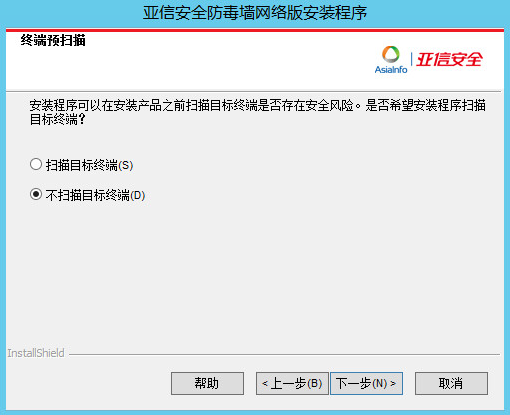 亚信安全防毒墙网络版安装程序
终端预扫描
AsiaInfo 亚信安全
安装程序可以在安装产品之前扫描目标终端是否存在安全风险。是否希望安装程序扫描
目标终端?
扫描目标终端(S)
不扫描目标终端(D)
InstallShield
帮助 < 上一步(B) 下一步(N) > 取消